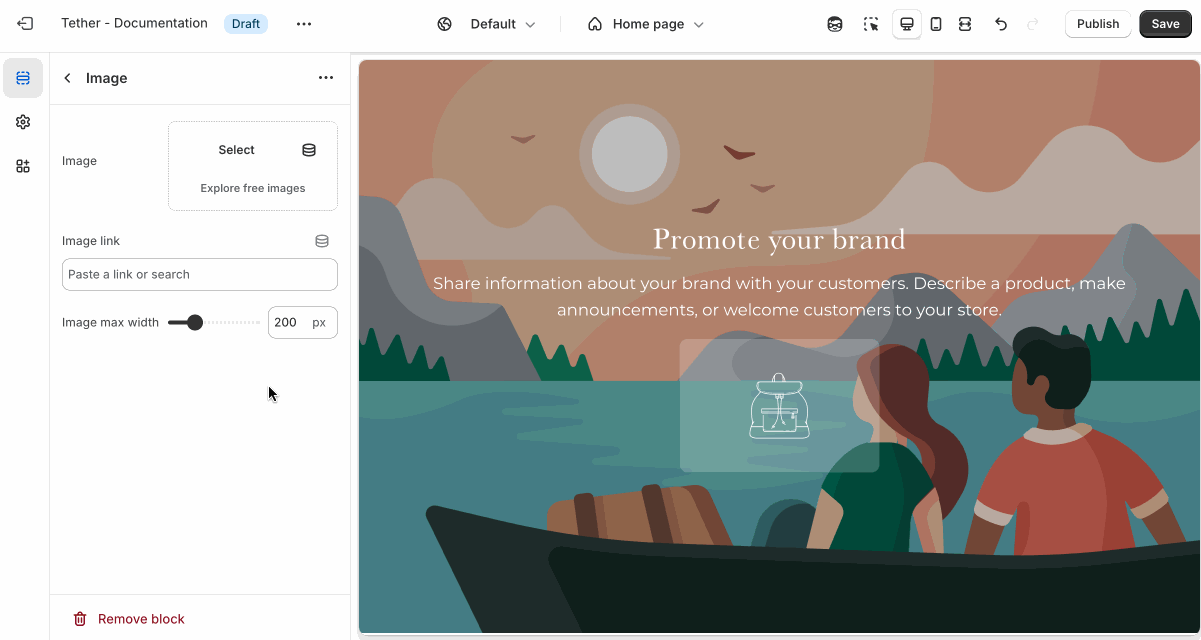 Tether - Documentation Draft Default Home page Publish Save
Image
Image
Select
Explore free images
Image link
Paste a link or search
Image max width 200 px
Remove block
Promote your brand
Share information about your brand with your customers. Describe a product, make
announcements, or welcome customers to your store.